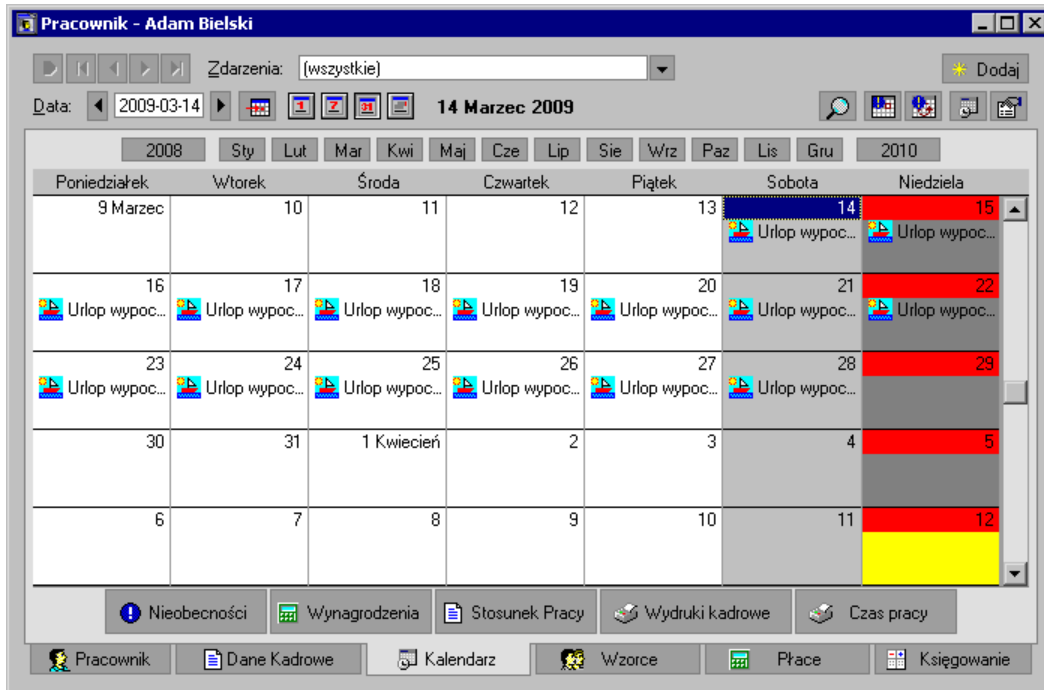 Pracownik - Adam Bielski
Zdarzenia: (wszystkie) Dodaj
Data: 2009-03-14 1 7 31 14 Marzec 2009
2008 Sty Lut Mar Kwi Maj Cze Lip Sie Wrz Paz Lis Gru 2010
Poniedziałek Wtorek Środa Czwartek Piątek Sobota Niedziela
9 Marzec 10 11 12 13 14 15
Urlop wypoc... Urlop wypoc...
16 17 18 19 20 21 22
Urlop wypoc... Urlop wypoc... Urlop wypoc... Urlop wypoc... Urlop wypoc... Urlop wypoc... Urlop wypoc...
23 24 25 26 27 28 29
Urlop wypoc... Urlop wypoc... Urlop wypoc... Urlop wypoc... Urlop wypoc... Urlop wypoc...
30 31 1 Kwiecień 2 3 4 5
6 7 8 9 10 11 12
Nieobecności Wynagrodzenia Stosunek Pracy Wydruki kadrowe Czas pracy
Pracownik Dane Kadrowe Kalendarz Wzorce Płace Księgowanie